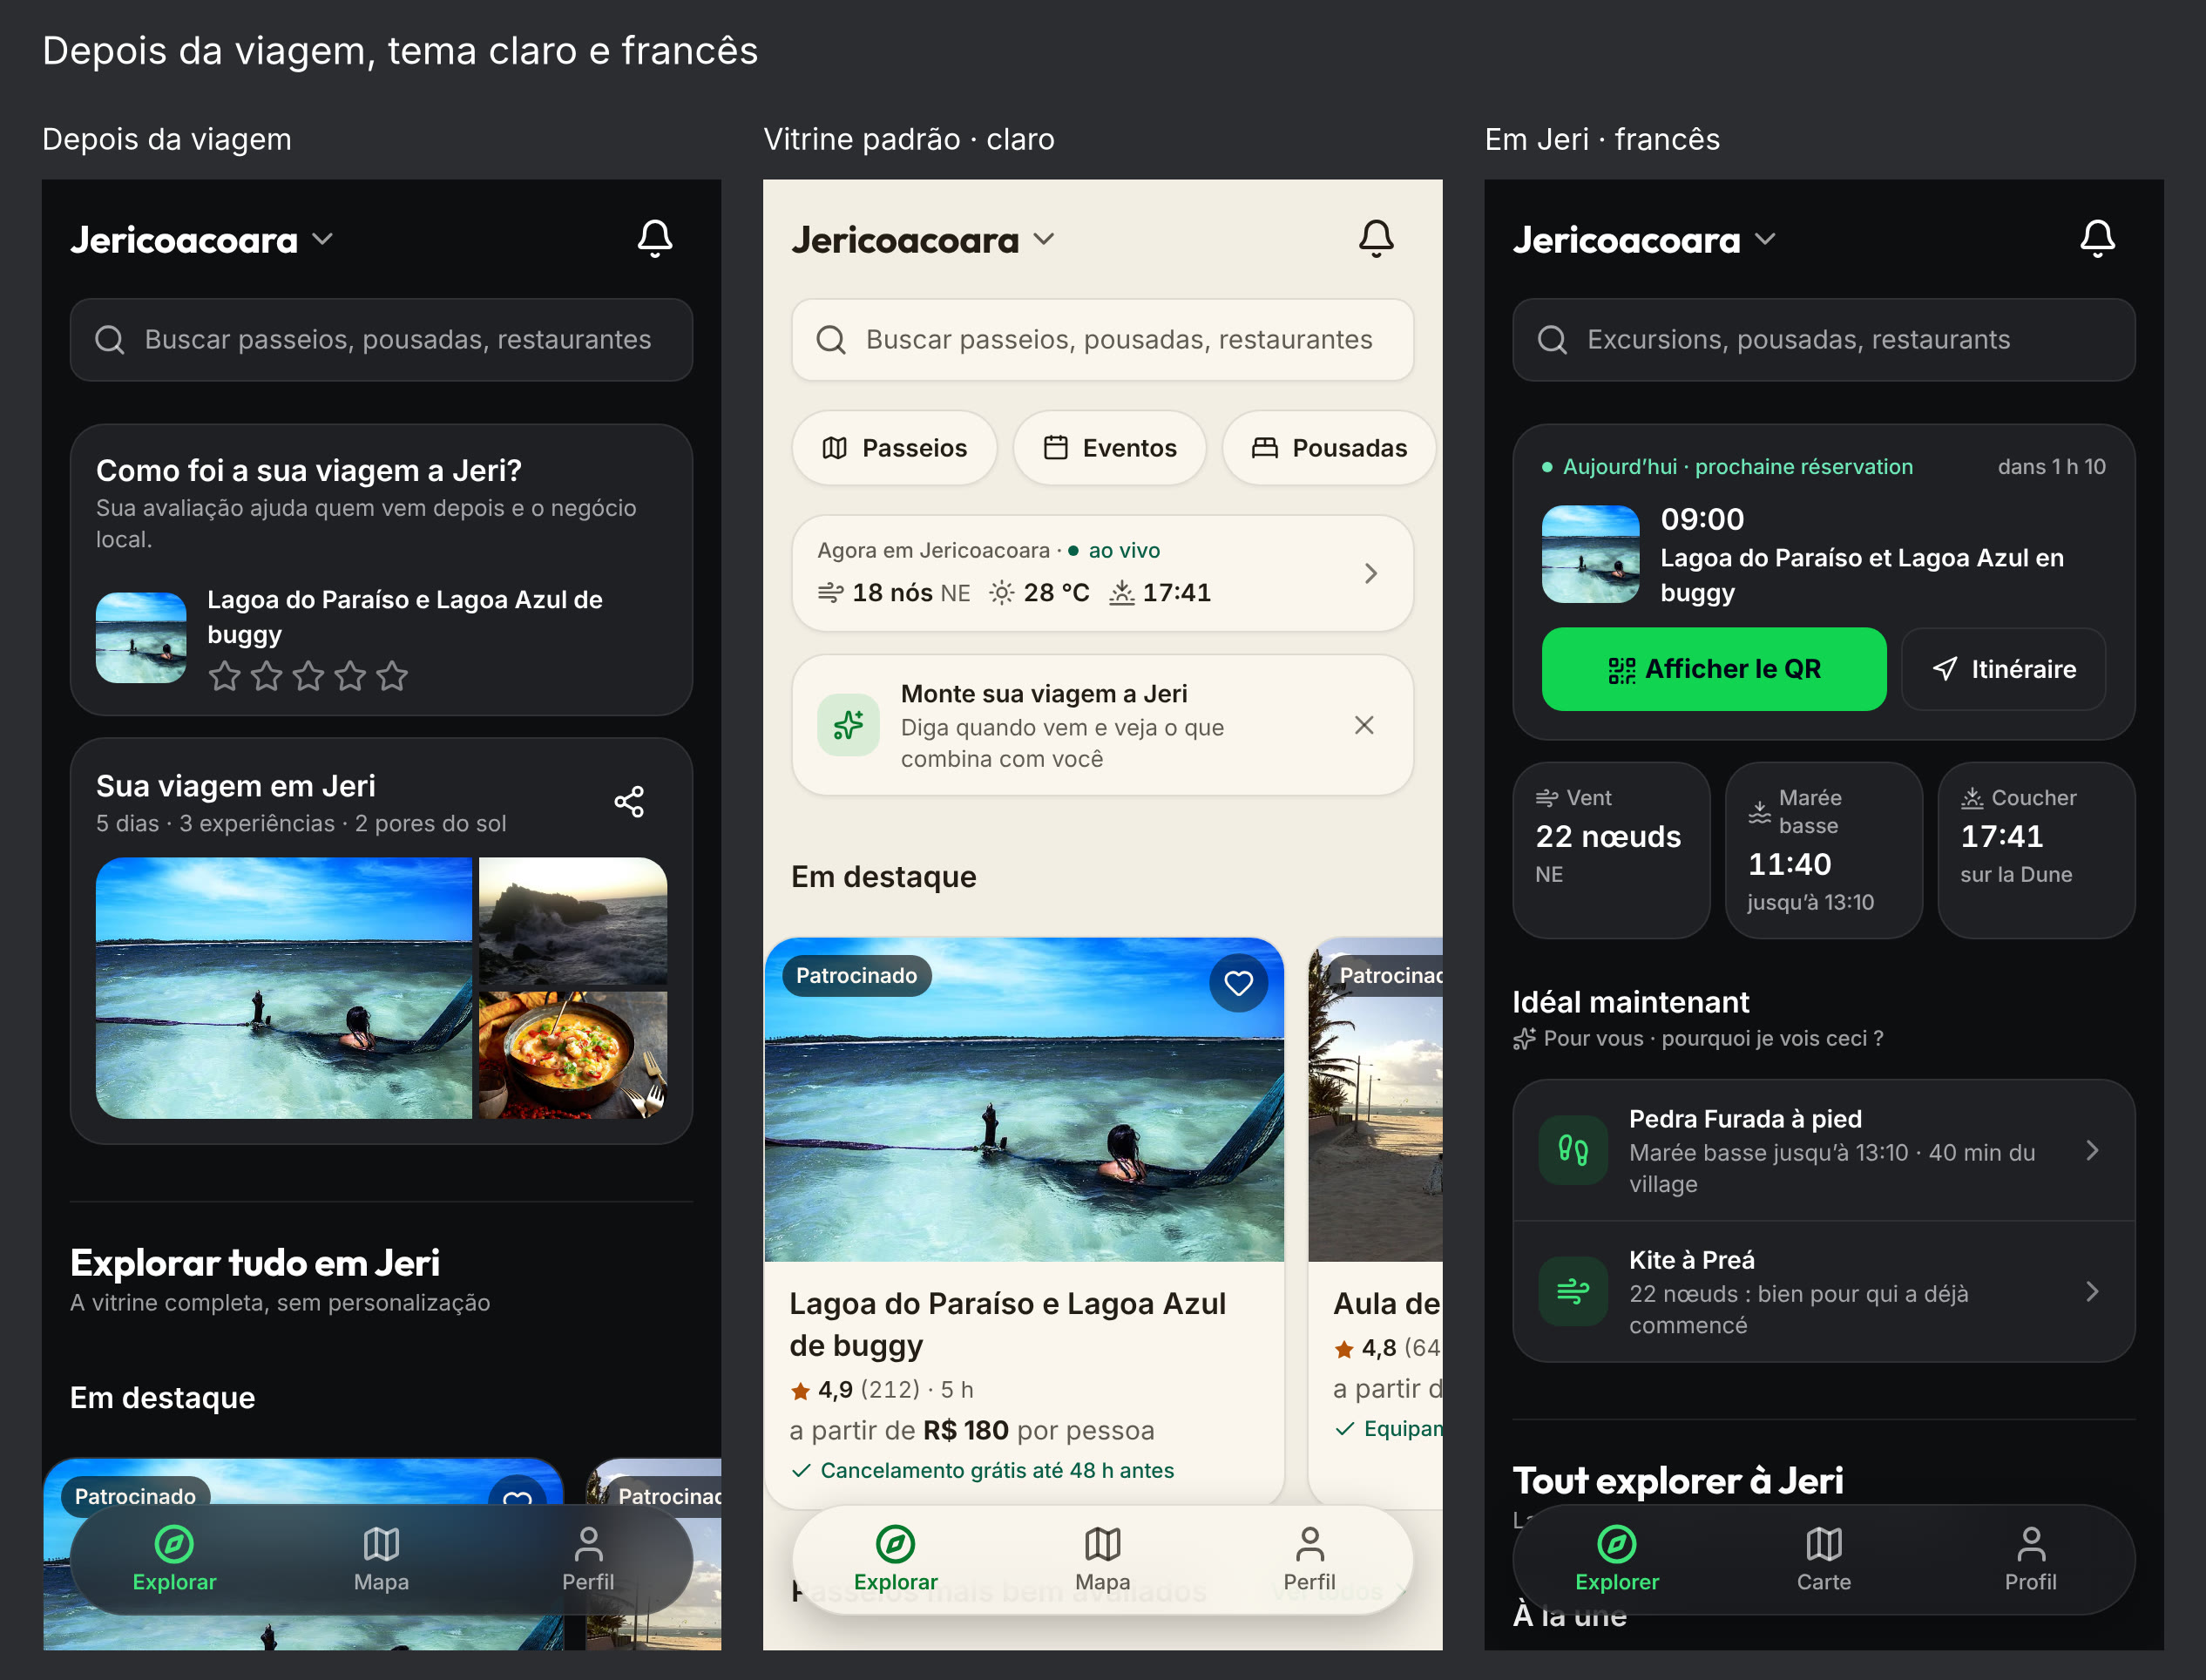 Depois da viagem, tema claro e francês
Depois da viagem
Jericoacoara
Buscar passeios, pousadas, restaurantes
Como foi a sua viagem a Jeri?
Sua avaliação ajuda quem vem depois e o negócio
local.
Lagoa do Paraíso e Lagoa Azul de
buggy
Sua viagem em Jeri
5 dias · 3 experiências · 2 pores do sol
Explorar tudo em Jeri
A vitrine completa, sem personalização
Em destaque
Patrocinado
Patrocinad
Explorar
Mapa
Perfil
Vitrine padrão · claro
Jericoacoara
Buscar passeios, pousadas, restaurantes
Passeios
Eventos
Pousadas
Agora em Jericoacoara · ao vivo
18 nós NE 28 °C 17:41
Monte sua viagem a Jeri
Diga quando vem e veja o que
combina com você
Em destaque
Patrocinado
Lagoa do Paraíso e Lagoa Azul
de buggy
4,9 (212) · 5 h
a partir de R$ 180 por pessoa
Cancelamento grátis até 48 h antes
Patrocinad
Aula de
4,8 (64
a partir d
Equipan
Passeios mais bem avaliados
Ver todos
Explorar
Mapa
Perfil
Em Jeri · francês
Jericoacoara
Excursions, pousadas, restaurants
Aujourd’hui · prochaine réservation
dans 1 h 10
09:00
Lagoa do Paraíso et Lagoa Azul en
buggy
Afficher le QR
Itinéraire
Vent
22 nœuds
NE
Marée
basse
11:40
jusqu’à 13:10
Coucher
17:41
sur la Dune
Idéal maintenant
Pour vous · pourquoi je vois ceci ?
Pedra Furada à pied
Marée basse jusqu’à 13:10 · 40 min du
village
Kite à Preá
22 nœuds : bien pour qui a déjà
commencé
Tout explorer à Jeri
Explorer
Carte
Profil
À la une